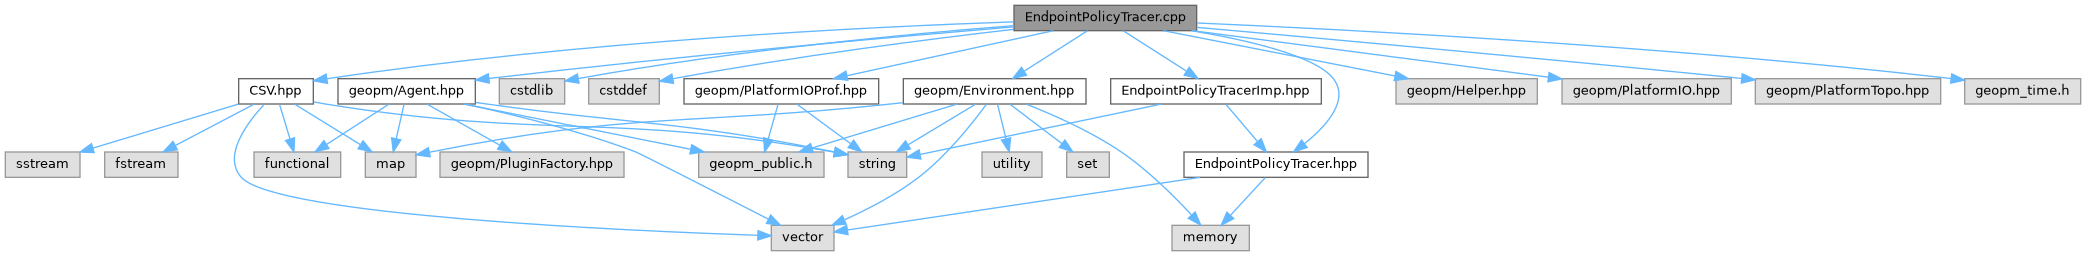 EndpointPolicyTracer.cpp
CSV.hpp
geopm/Agent.hpp
cstdlib
cstddef
geopm/PlatformIOProf.hpp
geopm/Environment.hpp
EndpointPolicyTracerImp.hpp
geopm/Helper.hpp
geopm/PlatformIO.hpp
geopm/PlatformTopo.hpp
geopm_time.h
sstream
fstream
functional
map
geopm/PluginFactory.hpp
geopm_public.h
string
utility
set
EndpointPolicyTracer.hpp
vector
memory